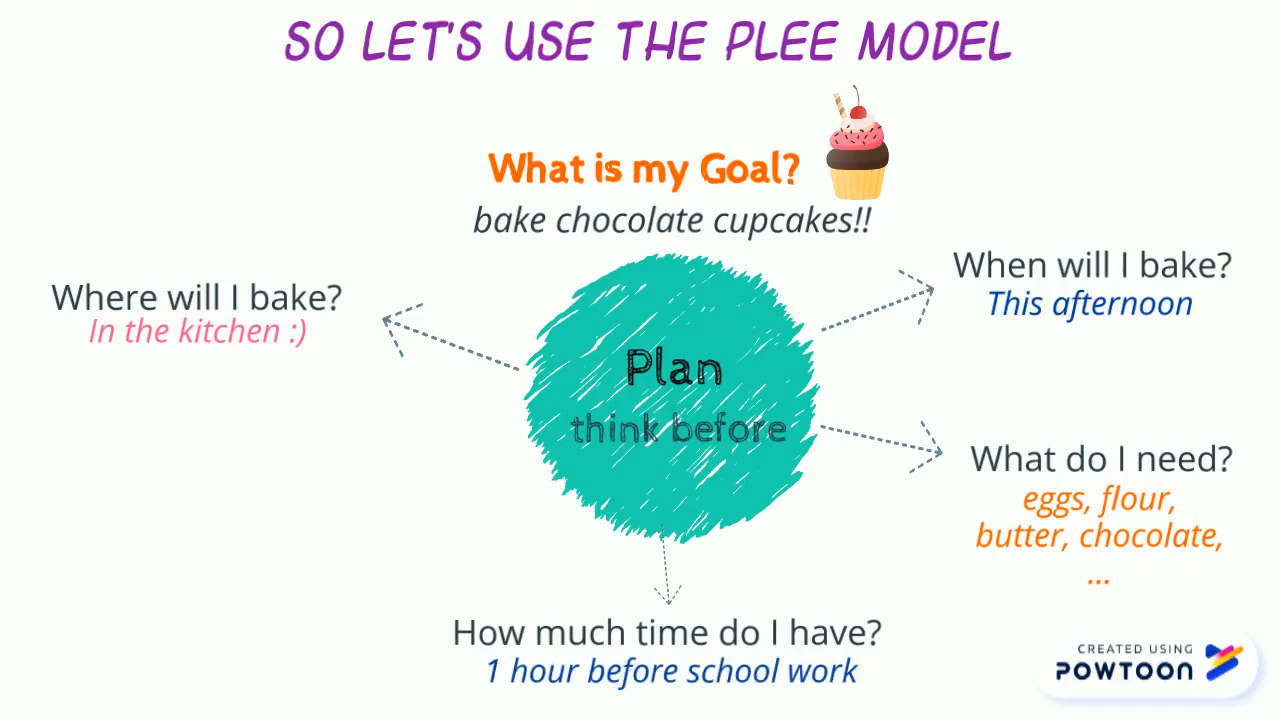 SO LET'S USE THE PLEE MODEL
What is my Goal?
bake chocolate cupcakes!!
Where will I bake?
In the kitchen :)
When will I bake?
This afternoon
Plan
think before
What do I need?
eggs, flour,
butter, chocolate,
...
How much time do I have?
1 hour before school work
CREATED USING
POWTOON